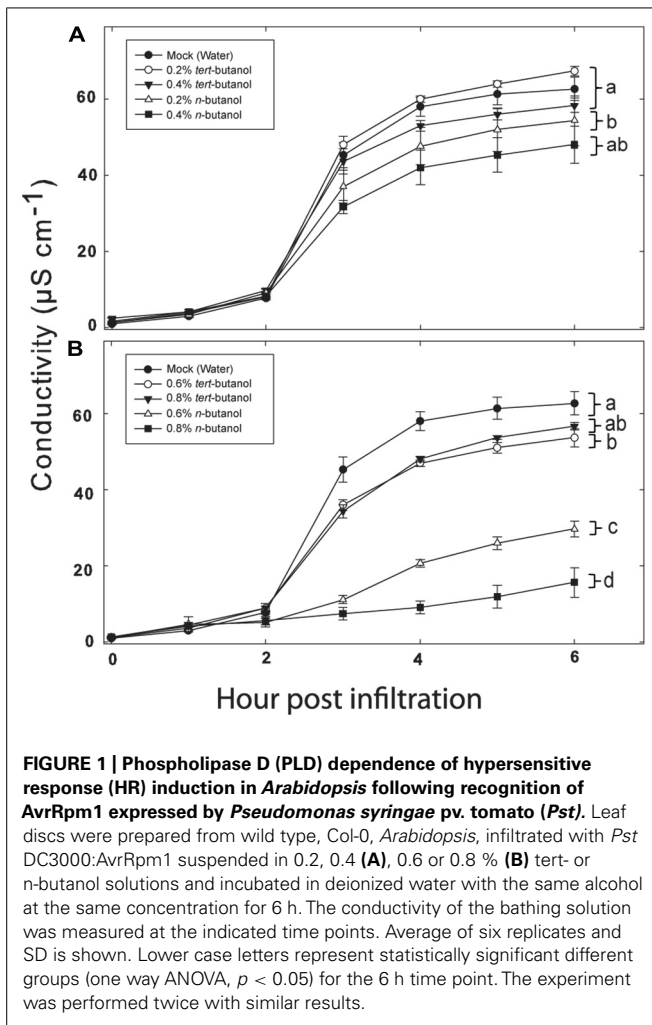 A
Mock (Water)
0.2% tert-butanol
0.4% tert-butanol
0.2% n-butanol
0.4% n-butanol
60
40
20
0
a
b
ab
B
Mock (Water)
0.6% tert-butanol
0.8% tert-butanol
0.6% n-butanol
0.8% n-butanol
60
40
20
0
a
ab
b
c
d
Conductivity (µS cm⁻¹)
0 2 4 6
Hour post infiltration
FIGURE 1 | Phospholipase D (PLD) dependence of hypersensitive
response (HR) induction in Arabidopsis following recognition of
AvrRpm1 expressed by Pseudomonas syringae pv. tomato (Pst). Leaf
discs were prepared from wild type, Col-0, Arabidopsis, infiltrated with Pst
DC3000:AvrRpm1 suspended in 0.2, 0.4 (A), 0.6 or 0.8 % (B) tert- or
n-butanol solutions and incubated in deionized water with the same alcohol
at the same concentration for 6 h. The conductivity of the bathing solution
was measured at the indicated time points. Average of six replicates and
SD is shown. Lower case letters represent statistically significant different
groups (one way ANOVA, p < 0.05) for the 6 h time point. The experiment
was performed twice with similar results.